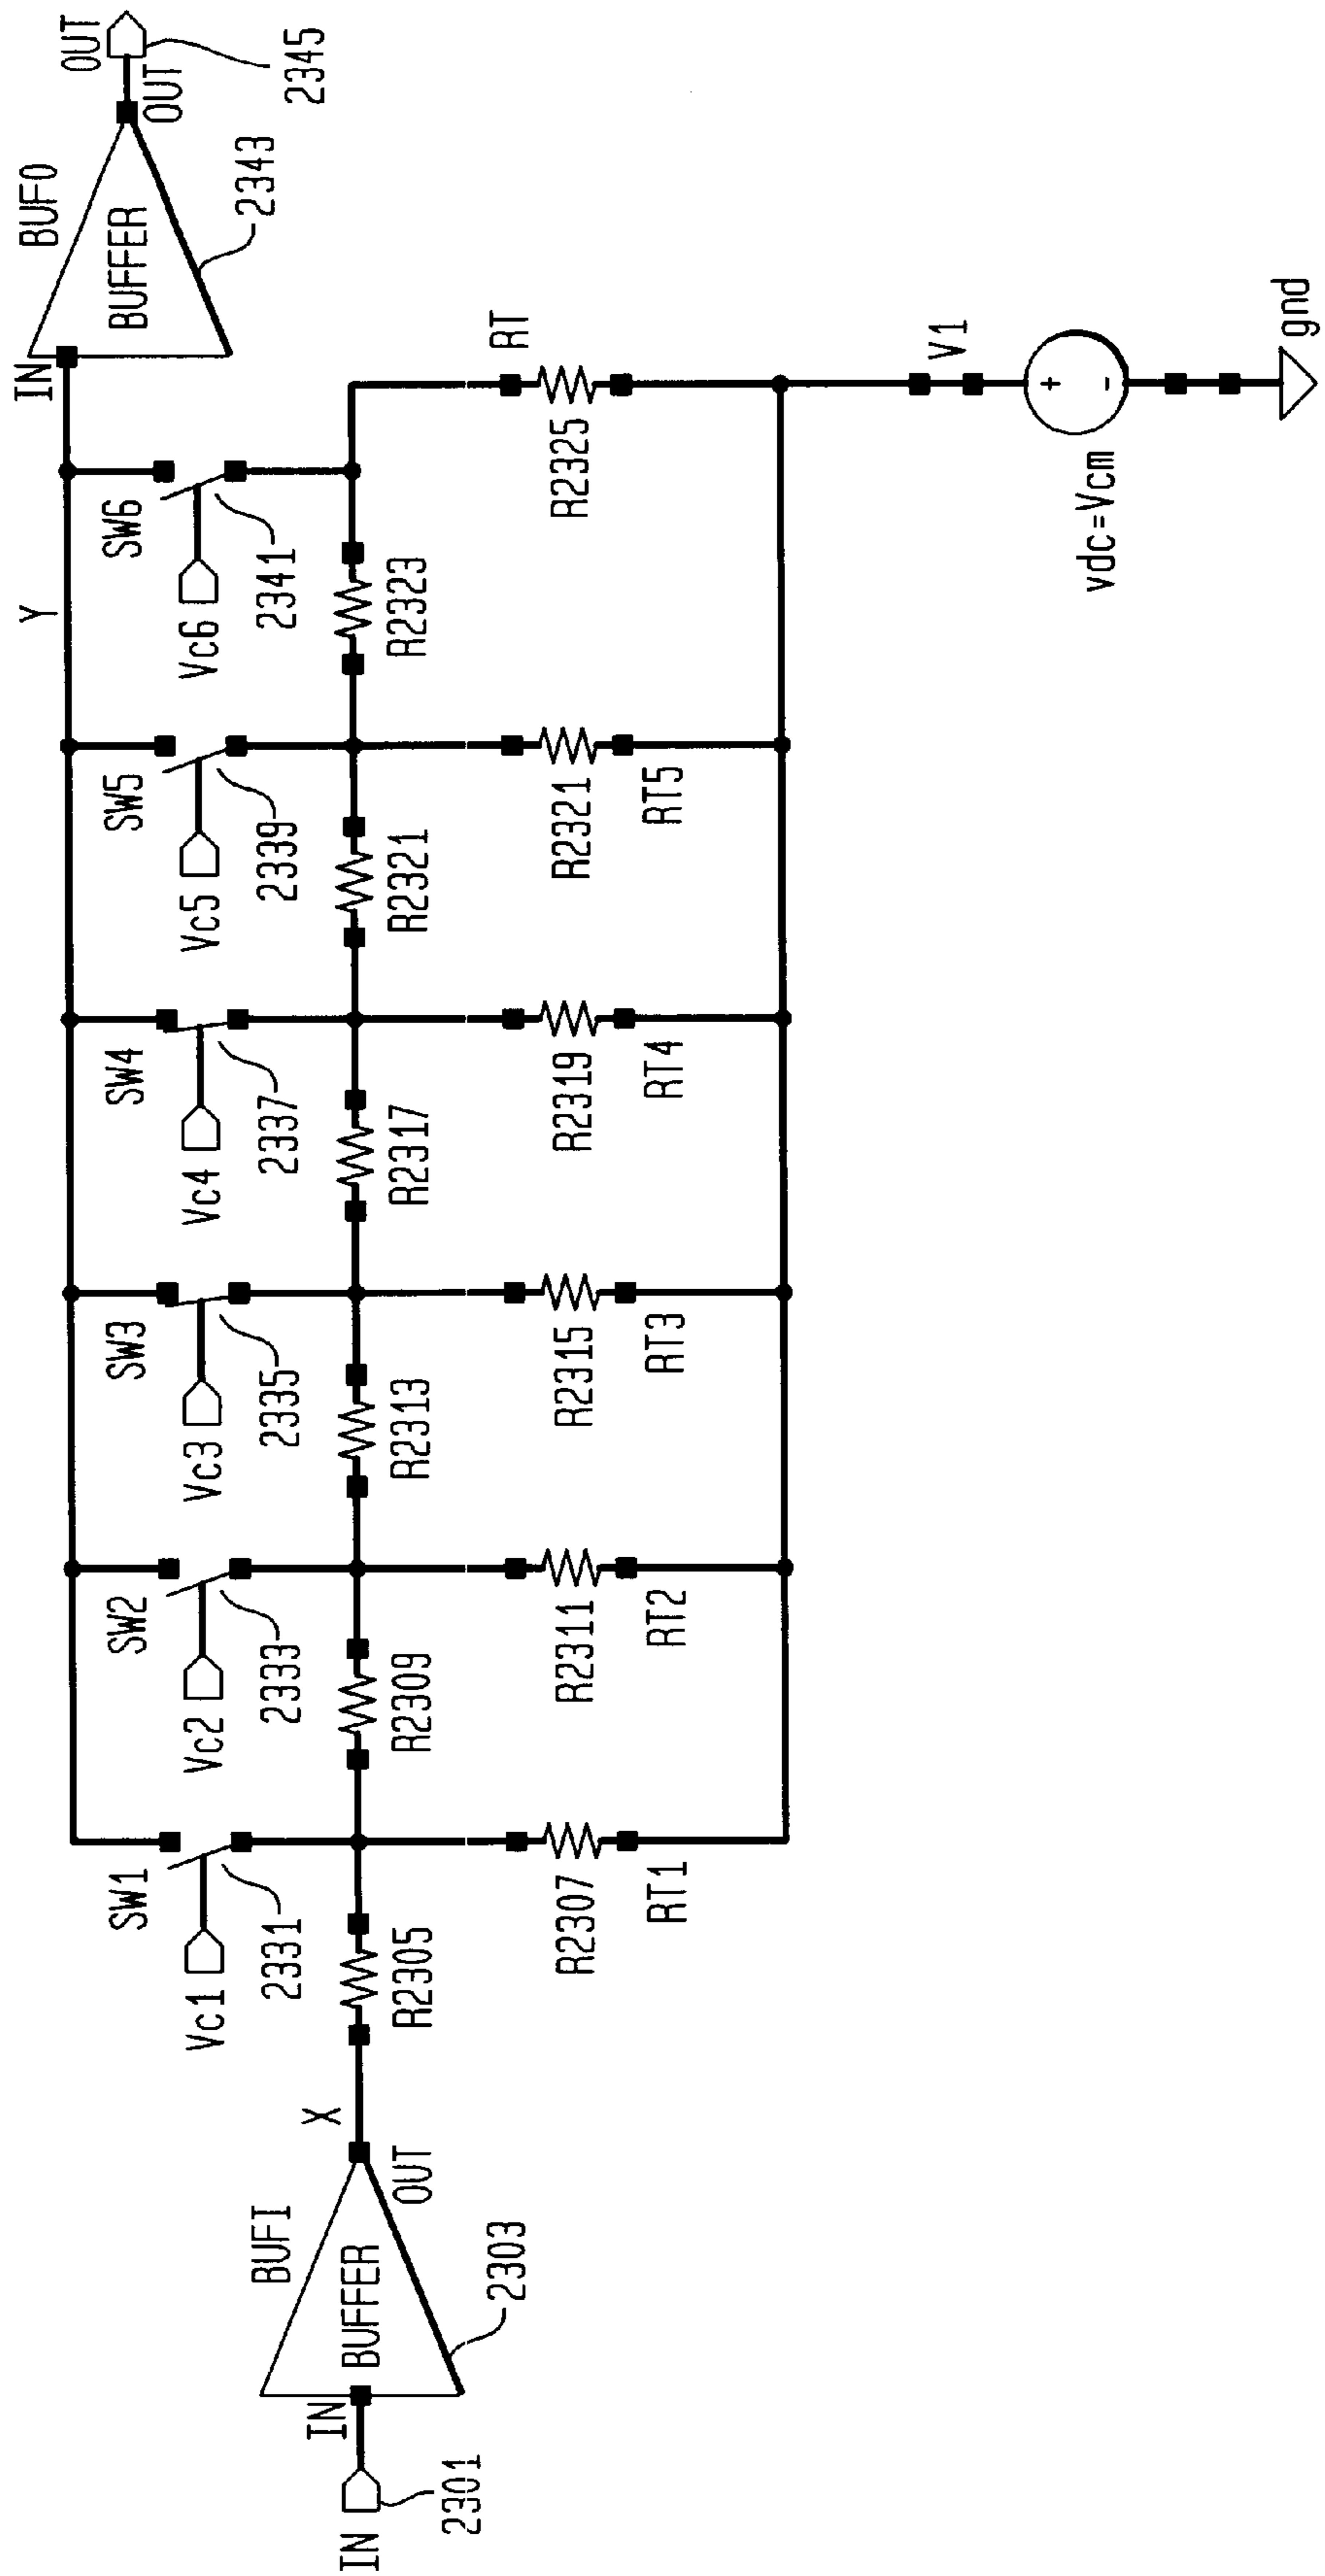 BUFO
OUT
IN
BUFFER
OUT
2343
2345
Y
SW1
SW2
SW3
SW4
SW5
SW6
Vc1
Vc2
Vc3
Vc4
Vc5
Vc6
2331
2333
2335
2337
2339
2341
BUFI
X
IN
IN
BUFFER
OUT
2301
2303
R2305
R2309
R2313
R2317
R2321
R2323
RT
R2307
R2311
R2315
R2319
R2321
R2325
RT1
RT2
RT3
RT4
RT5
V1
+
-
vdc=Vcm
gnd